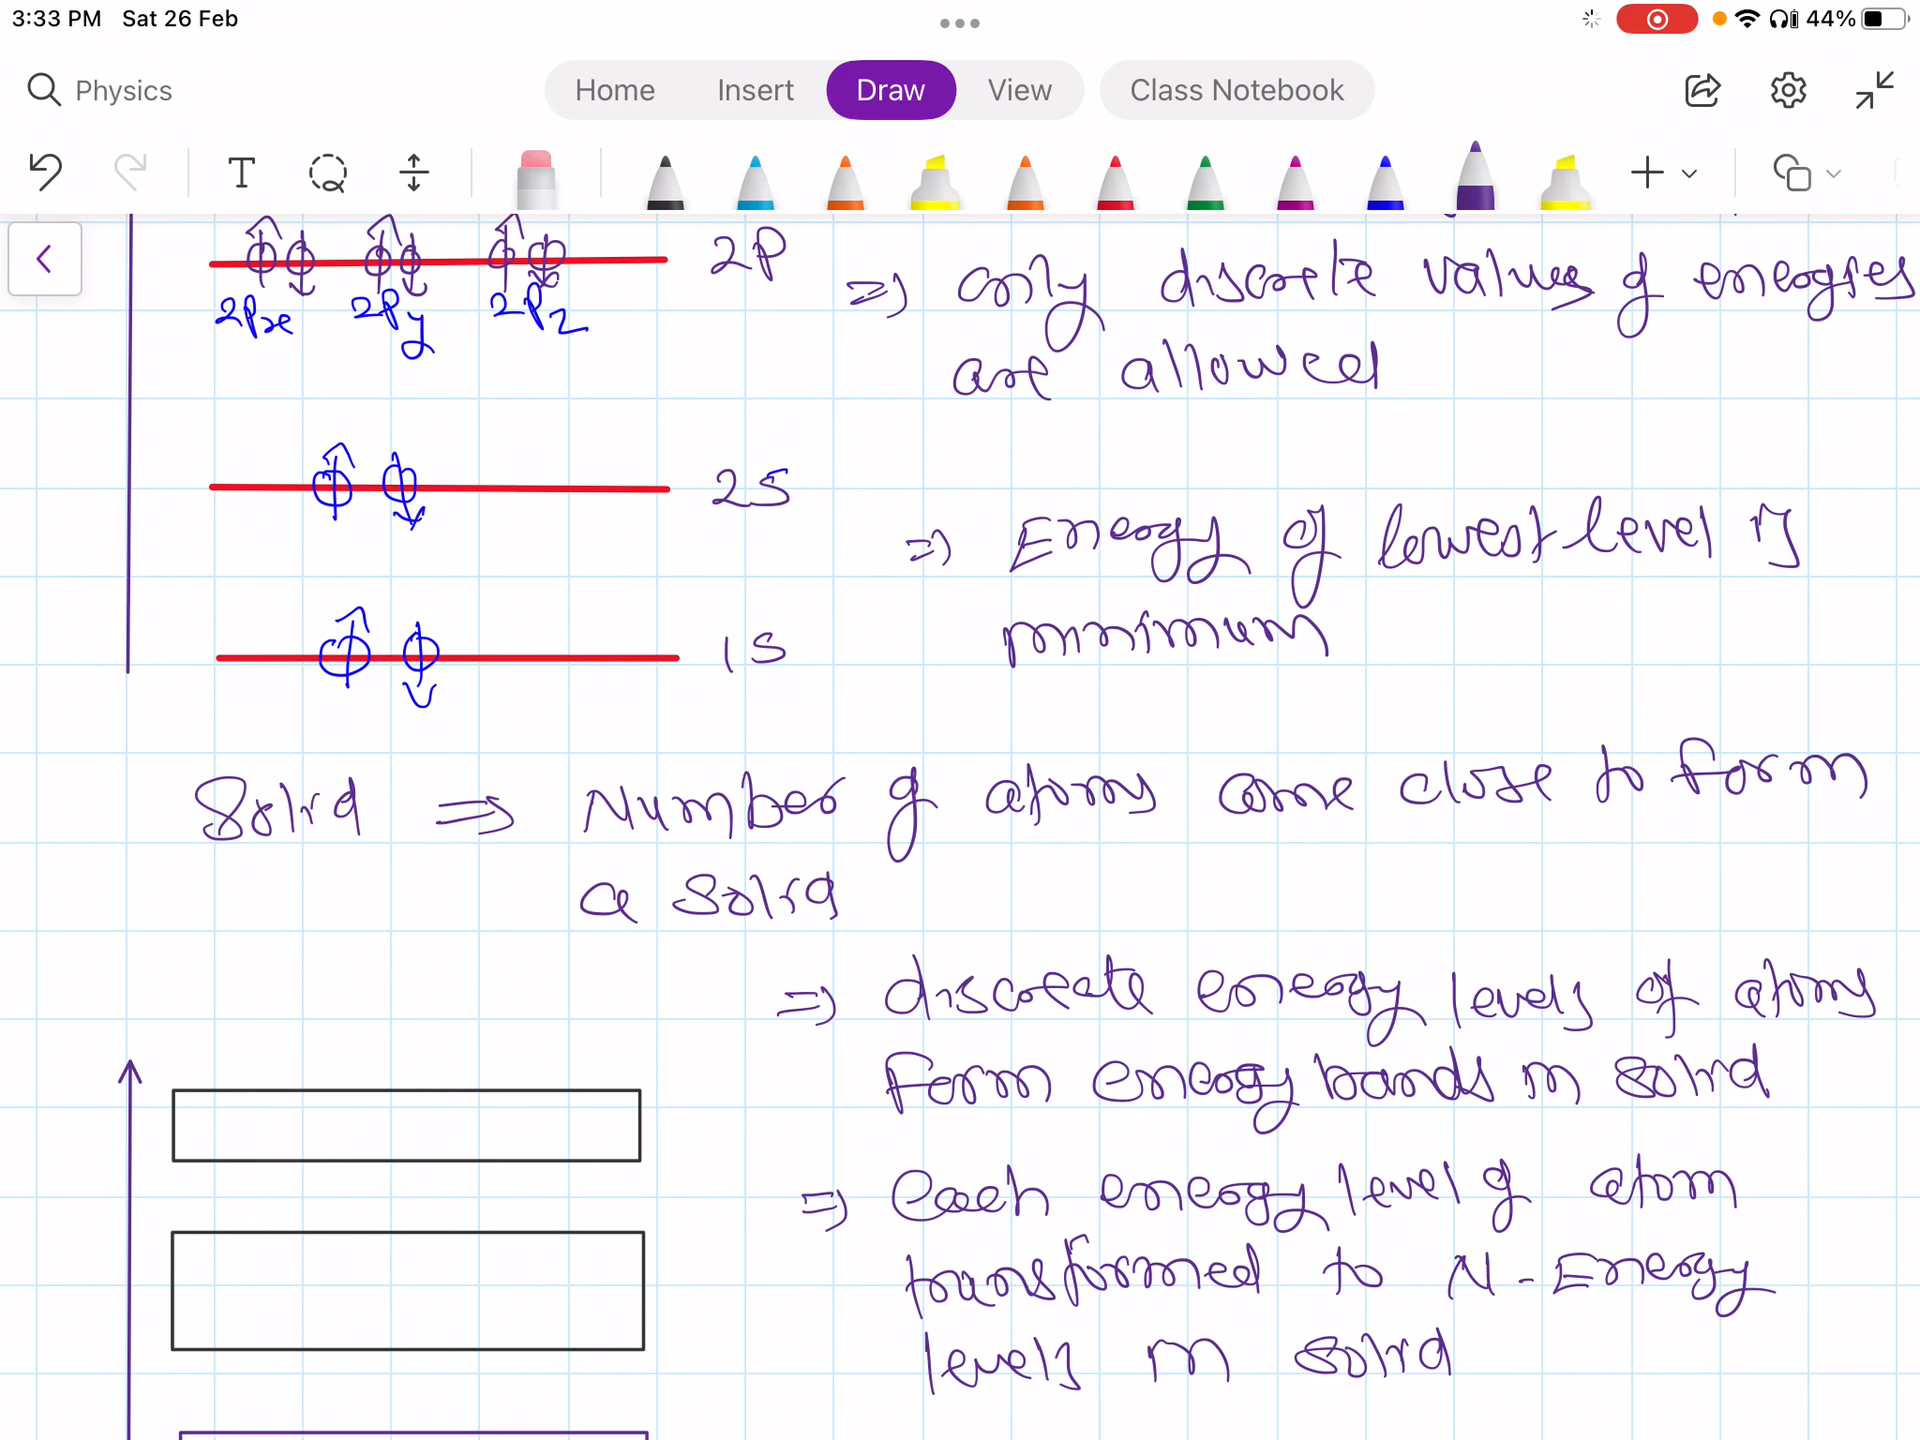 3:33 PM Sat 26 Feb
44%
Physics
Home Insert Draw View Class Notebook
T
2P
2Px 2Py 2Pz
⇒ only discrete values of energies
are allowed
2S
⇒ Energy of lowest level is
minimum
1S
Solid ⇒ Number of atoms come close to form
a solid
⇒ discreate energy levels of atoms
form energy bands in solid
⇒ each energy level of atom
transformed to N-Energy
levels in solid